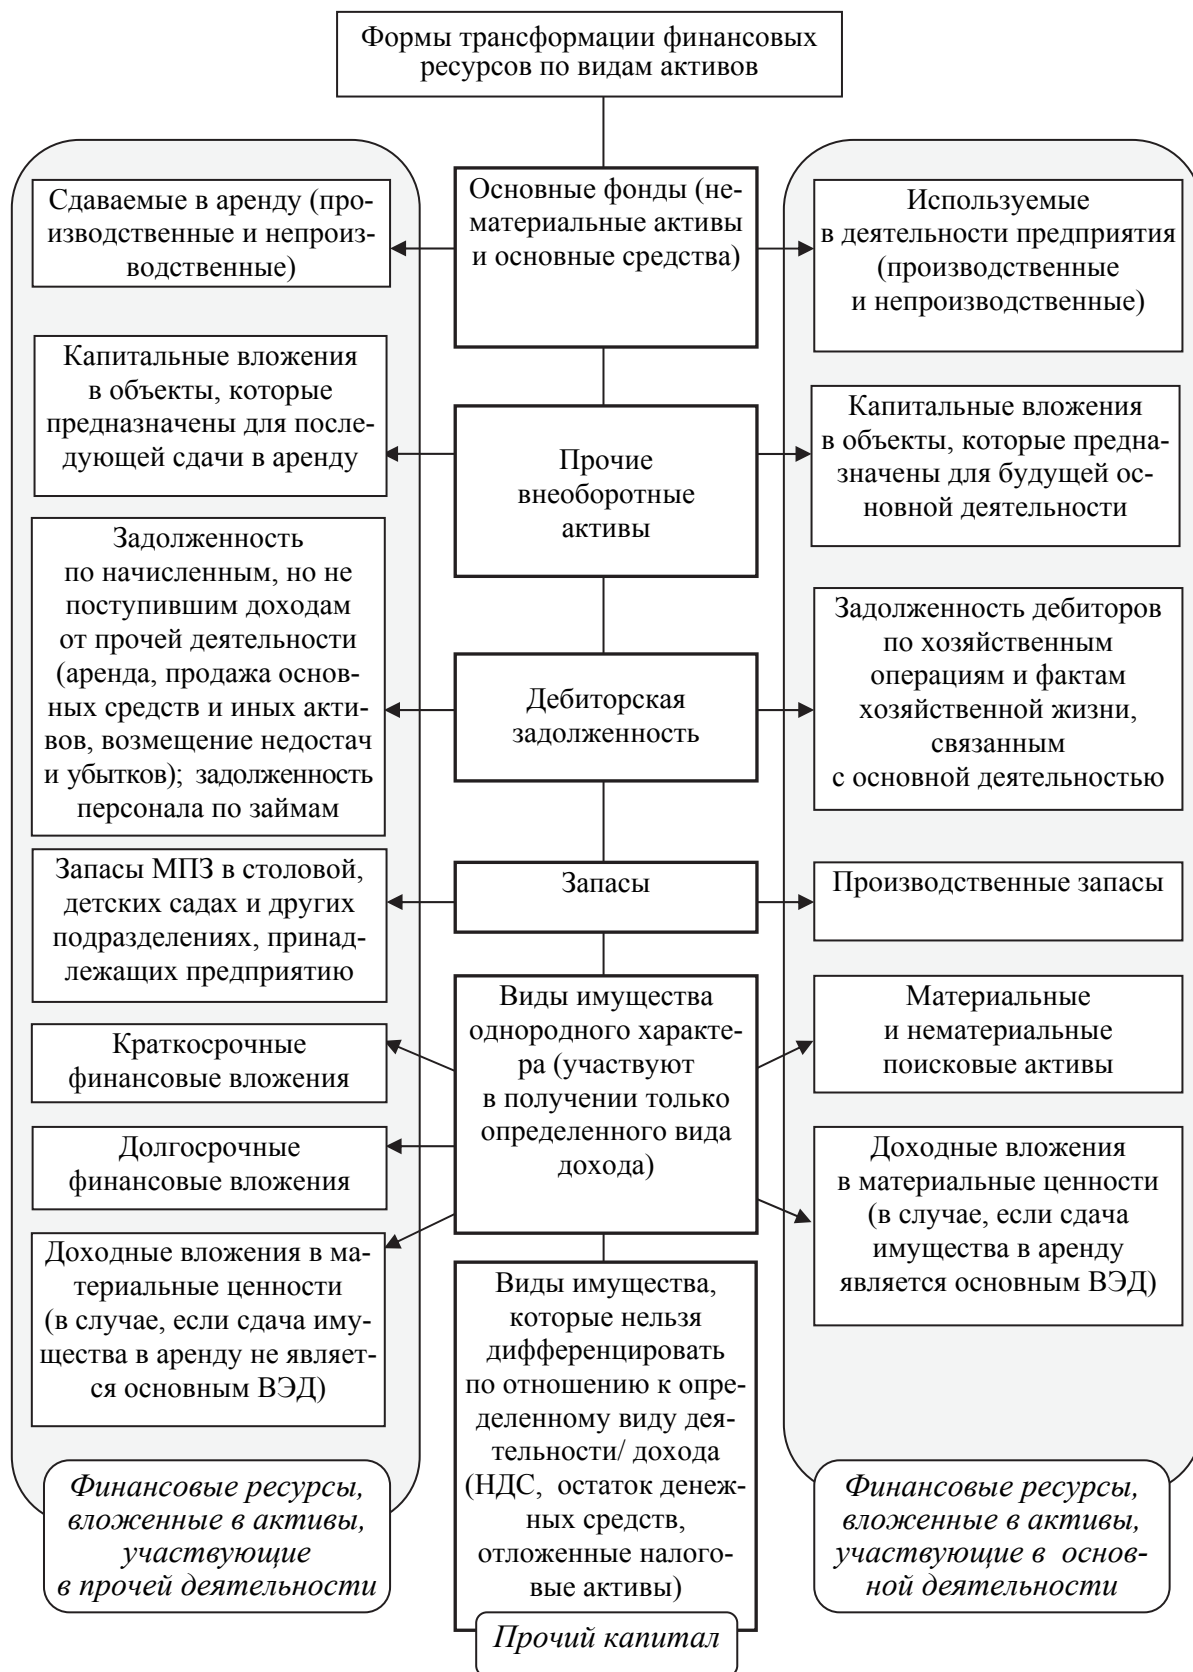 Формы трансформации финансовых
ресурсов по видам активов
Основные фонды (не-
материальные активы
и основные средства)
Сдаваемые в аренду (про-
изводственные и непроиз-
водственные)
Используемые
в деятельности предприятия
(производственные
и непроизводственные)
Прочие
внеоборотные
активы
Капитальные вложения
в объекты, которые
предназначены для после-
дующей сдачи в аренду
Капитальные вложения
в объекты, которые предна-
значены для будущей ос-
новной деятельности
Дебиторская
задолженность
Задолженность
по начисленным, но не
поступившим доходам
от прочей деятельности
(аренда, продажа основ-
ных средств и иных акти-
вов, возмещение недостач
и убытков); задолженность
персонала по займам
Задолженность дебиторов
по хозяйственным
операциям и фактам
хозяйственной жизни,
связанным
с основной деятельностью
Запасы
Запасы МПЗ в столовой,
детских садах и других
подразделениях, принад-
лежащих предприятию
Производственные запасы
Виды имущества
однородного характе-
ра (участвуют
в получении только
определенного вида
дохода)
Краткосрочные
финансовые вложения
Долгосрочные
финансовые вложения
Доходные вложения в ма-
териальные ценности
(в случае, если сдача иму-
щества в аренду не являет-
ся основным ВЭД)
Материальные
и нематериальные
поисковые активы
Доходные вложения
в материальные ценности
(в случае, если сдача
имущества в аренду
является основным ВЭД)
Виды имущества,
которые нельзя
дифференцировать
по отношению к опре-
деленному виду дея-
тельности/ дохода
(НДС, остаток денеж-
ных средств,
отложенные налого-
вые активы)
Финансовые ресурсы,
вложенные в активы,
участвующие
в прочей деятельности
Прочий капитал
Финансовые ресурсы,
вложенные в активы,
участвующие в основ-
ной деятельности